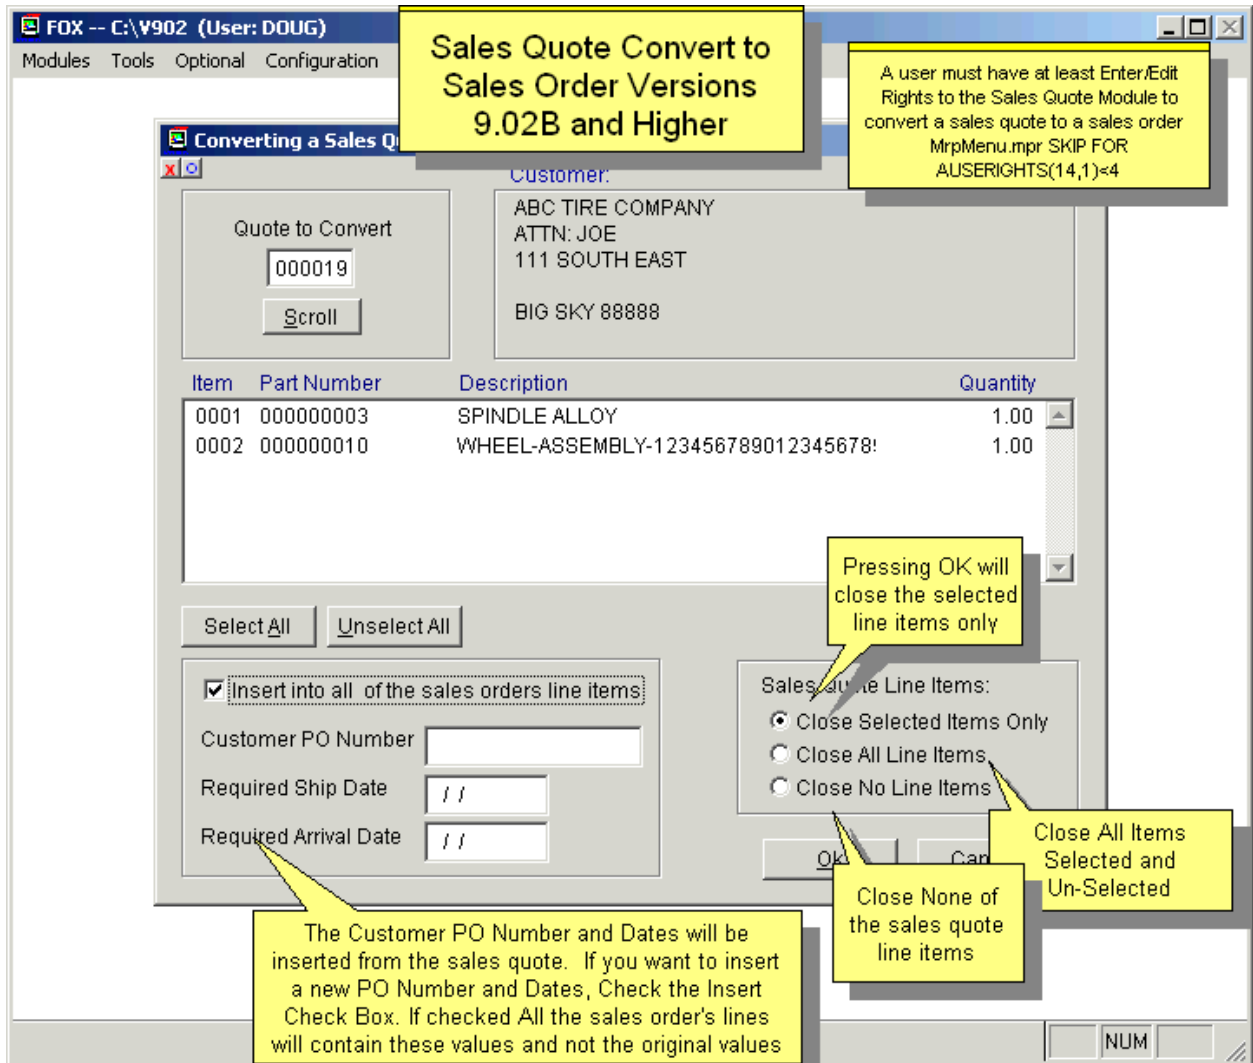 FOX -- C:\V902 (User: DOUG)
Modules Tools Optional Configuration
Sales Quote Convert to
Sales Order Versions
9.02B and Higher
A user must have at least Enter/Edit
Rights to the Sales Quote Module to
convert a sales quote to a sales order
MrpMenu.mpr SKIP FOR
AUSERIGHTS(14,1)<4
Converting a Sales Q
Quote to Convert
000019
Scroll
Customer:
ABC TIRE COMPANY
ATTN: JOE
111 SOUTH EAST
BIG SKY 88888
Item Part Number Description Quantity
0001 000000003 SPINDLE ALLOY 1.00
0002 000000010 WHEEL-ASSEMBLY-1234567890123456789 1.00
Pressing OK will
close the selected
line items only
Select All Unselect All
Insert into all of the sales orders line items
Customer PO Number
Required Ship Date / /
Required Arrival Date / /
Sales Quote Line Items:
Close Selected Items Only
Close All Line Items
Close No Line Items
OK Can
Close All Items
Selected and
Un-Selected
Close None of
the sales quote
line items
The Customer PO Number and Dates will be
inserted from the sales quote. If you want to insert
a new PO Number and Dates, Check the Insert
Check Box. If checked All the sales order's lines
will contain these values and not the original values
NUM